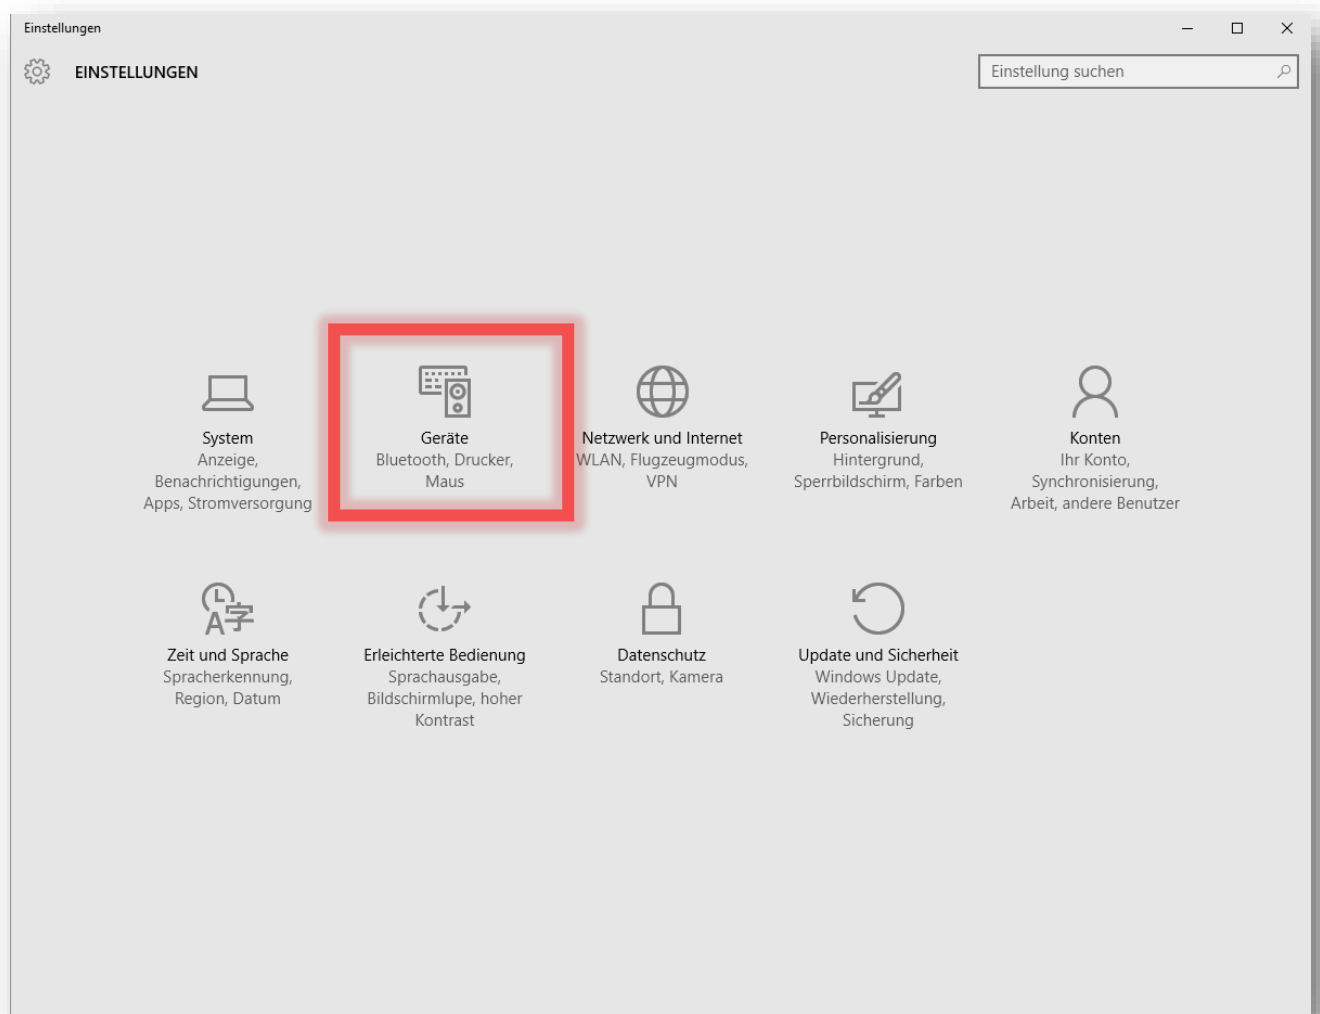 Einstellungen
EINSTELLUNGEN
Einstellung suchen
System
Anzeige,
Benachrichtigungen,
Apps, Stromversorgung
Geräte
Bluetooth, Drucker,
Maus
Netzwerk und Internet
WLAN, Flugzeugmodus,
VPN
Personalisierung
Hintergrund,
Sperrbildschirm, Farben
Konten
Ihr Konto,
Synchronisierung,
Arbeit, andere Benutzer
Zeit und Sprache
Spracherkennung,
Region, Datum
Erleichterte Bedienung
Sprachausgabe,
Bildschirmlupe, hoher
Kontrast
Datenschutz
Standort, Kamera
Update und Sicherheit
Windows Update,
Wiederherstellung,
Sicherung